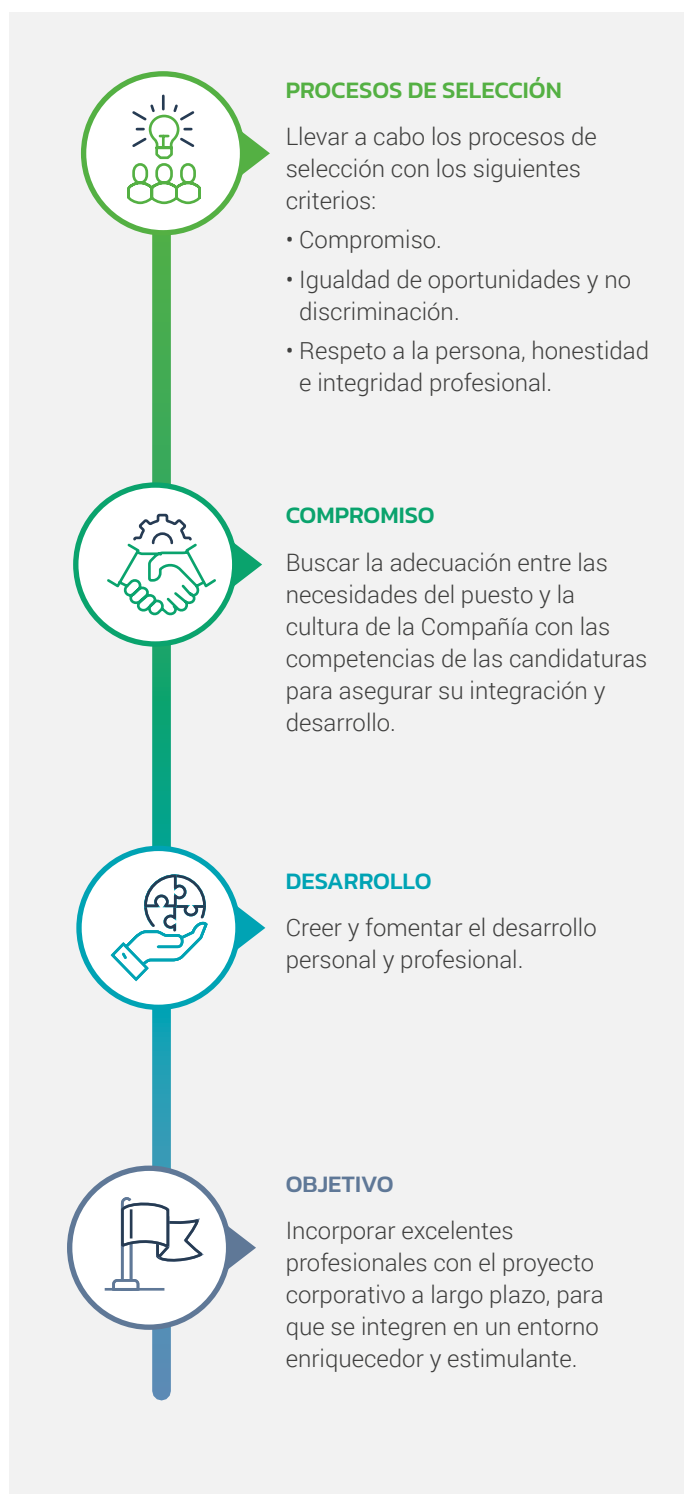 PROCESOS DE SELECCIÓN
Llevar a cabo los procesos de
selección con los siguientes
criterios:
• Compromiso.
• Igualdad de oportunidades y no
discriminación.
• Respeto a la persona, honestidad
e integridad profesional.
COMPROMISO
Buscar la adecuación entre las
necesidades del puesto y la
cultura de la Compañía con las
competencias de las candidaturas
para asegurar su integración y
desarrollo.
DESARROLLO
Creer y fomentar el desarrollo
personal y profesional.
OBJETIVO
Incorporar excelentes
profesionales con el proyecto
corporativo a largo plazo, para
que se integren en un entorno
enriquecedor y estimulante.